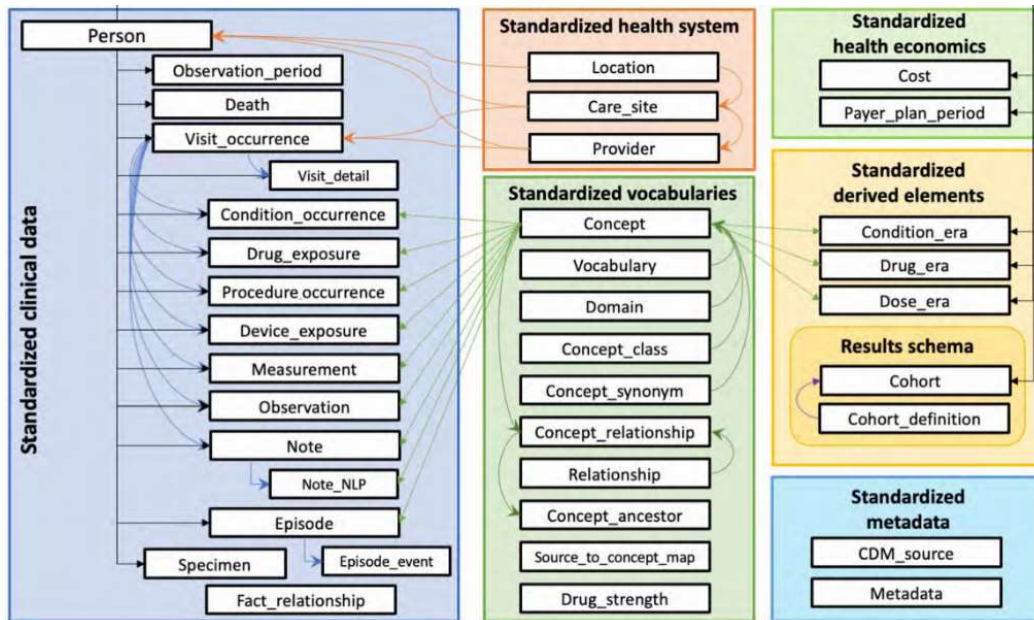 Standardized clinical data
Person
Observation_period
Death
Visit_occurrence
Visit_detail
Condition_occurrence
Drug_exposure
Procedure_occurrence
Device_exposure
Measurement
Observation
Note
Note_NLP
Episode
Episode_event
Specimen
Fact_relationship
Standardized health system
Location
Care_site
Provider
Standardized vocabularies
Concept
Vocabulary
Domain
Concept_class
Concept_synonym
Concept_relationship
Relationship
Concept_ancestor
Source_to_concept_map
Drug_strength
Standardized
health economics
Cost
Payer_plan_period
Standardized
derived elements
Condition_era
Drug_era
Dose_era
Results schema
Cohort
Cohort_definition
Standardized
metadata
CDM_source
Metadata